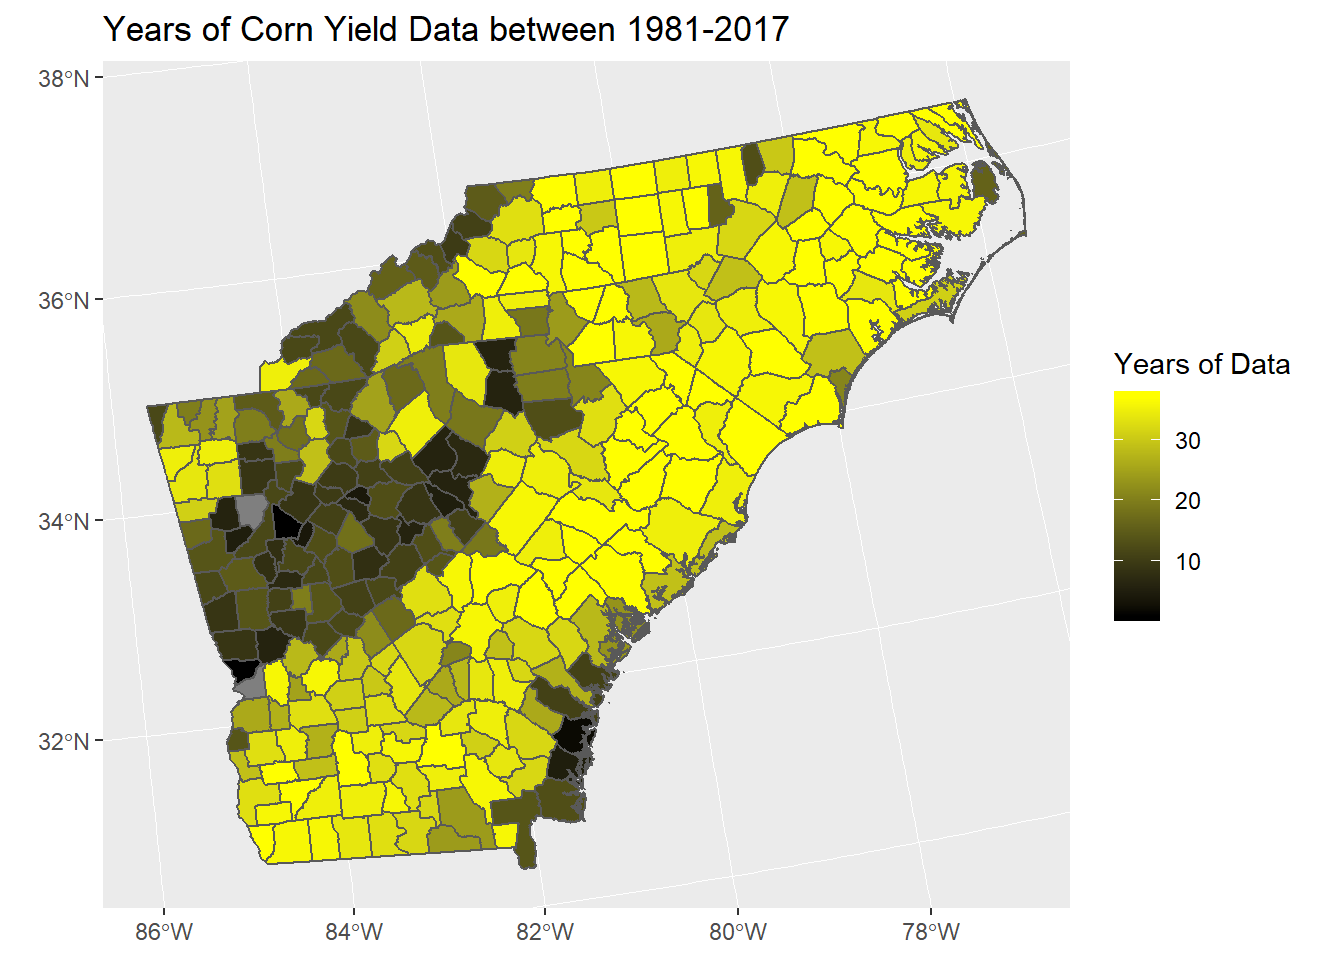 Years of Corn Yield Data between 1981-2017
38°N
36°N
34°N
32°N
86°W
84°W
82°W
80°W
78°W
Years of Data
30
20
10